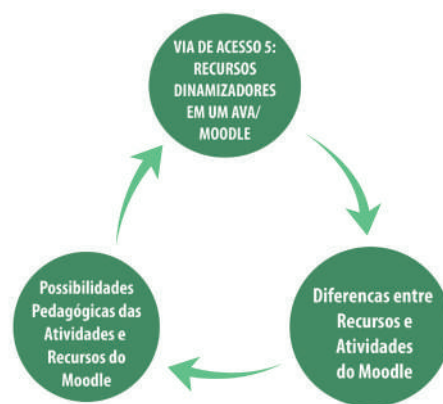 VIA DE ACESSO 5:
RECURSOS
DINAMIZADORES
EM UM AVA/
MOODLE
Diferencas entre
Recursos e
Atividades
do Moodle
Possibilidades
Pedagógicas das
Atividades e
Recursos do
Moodle